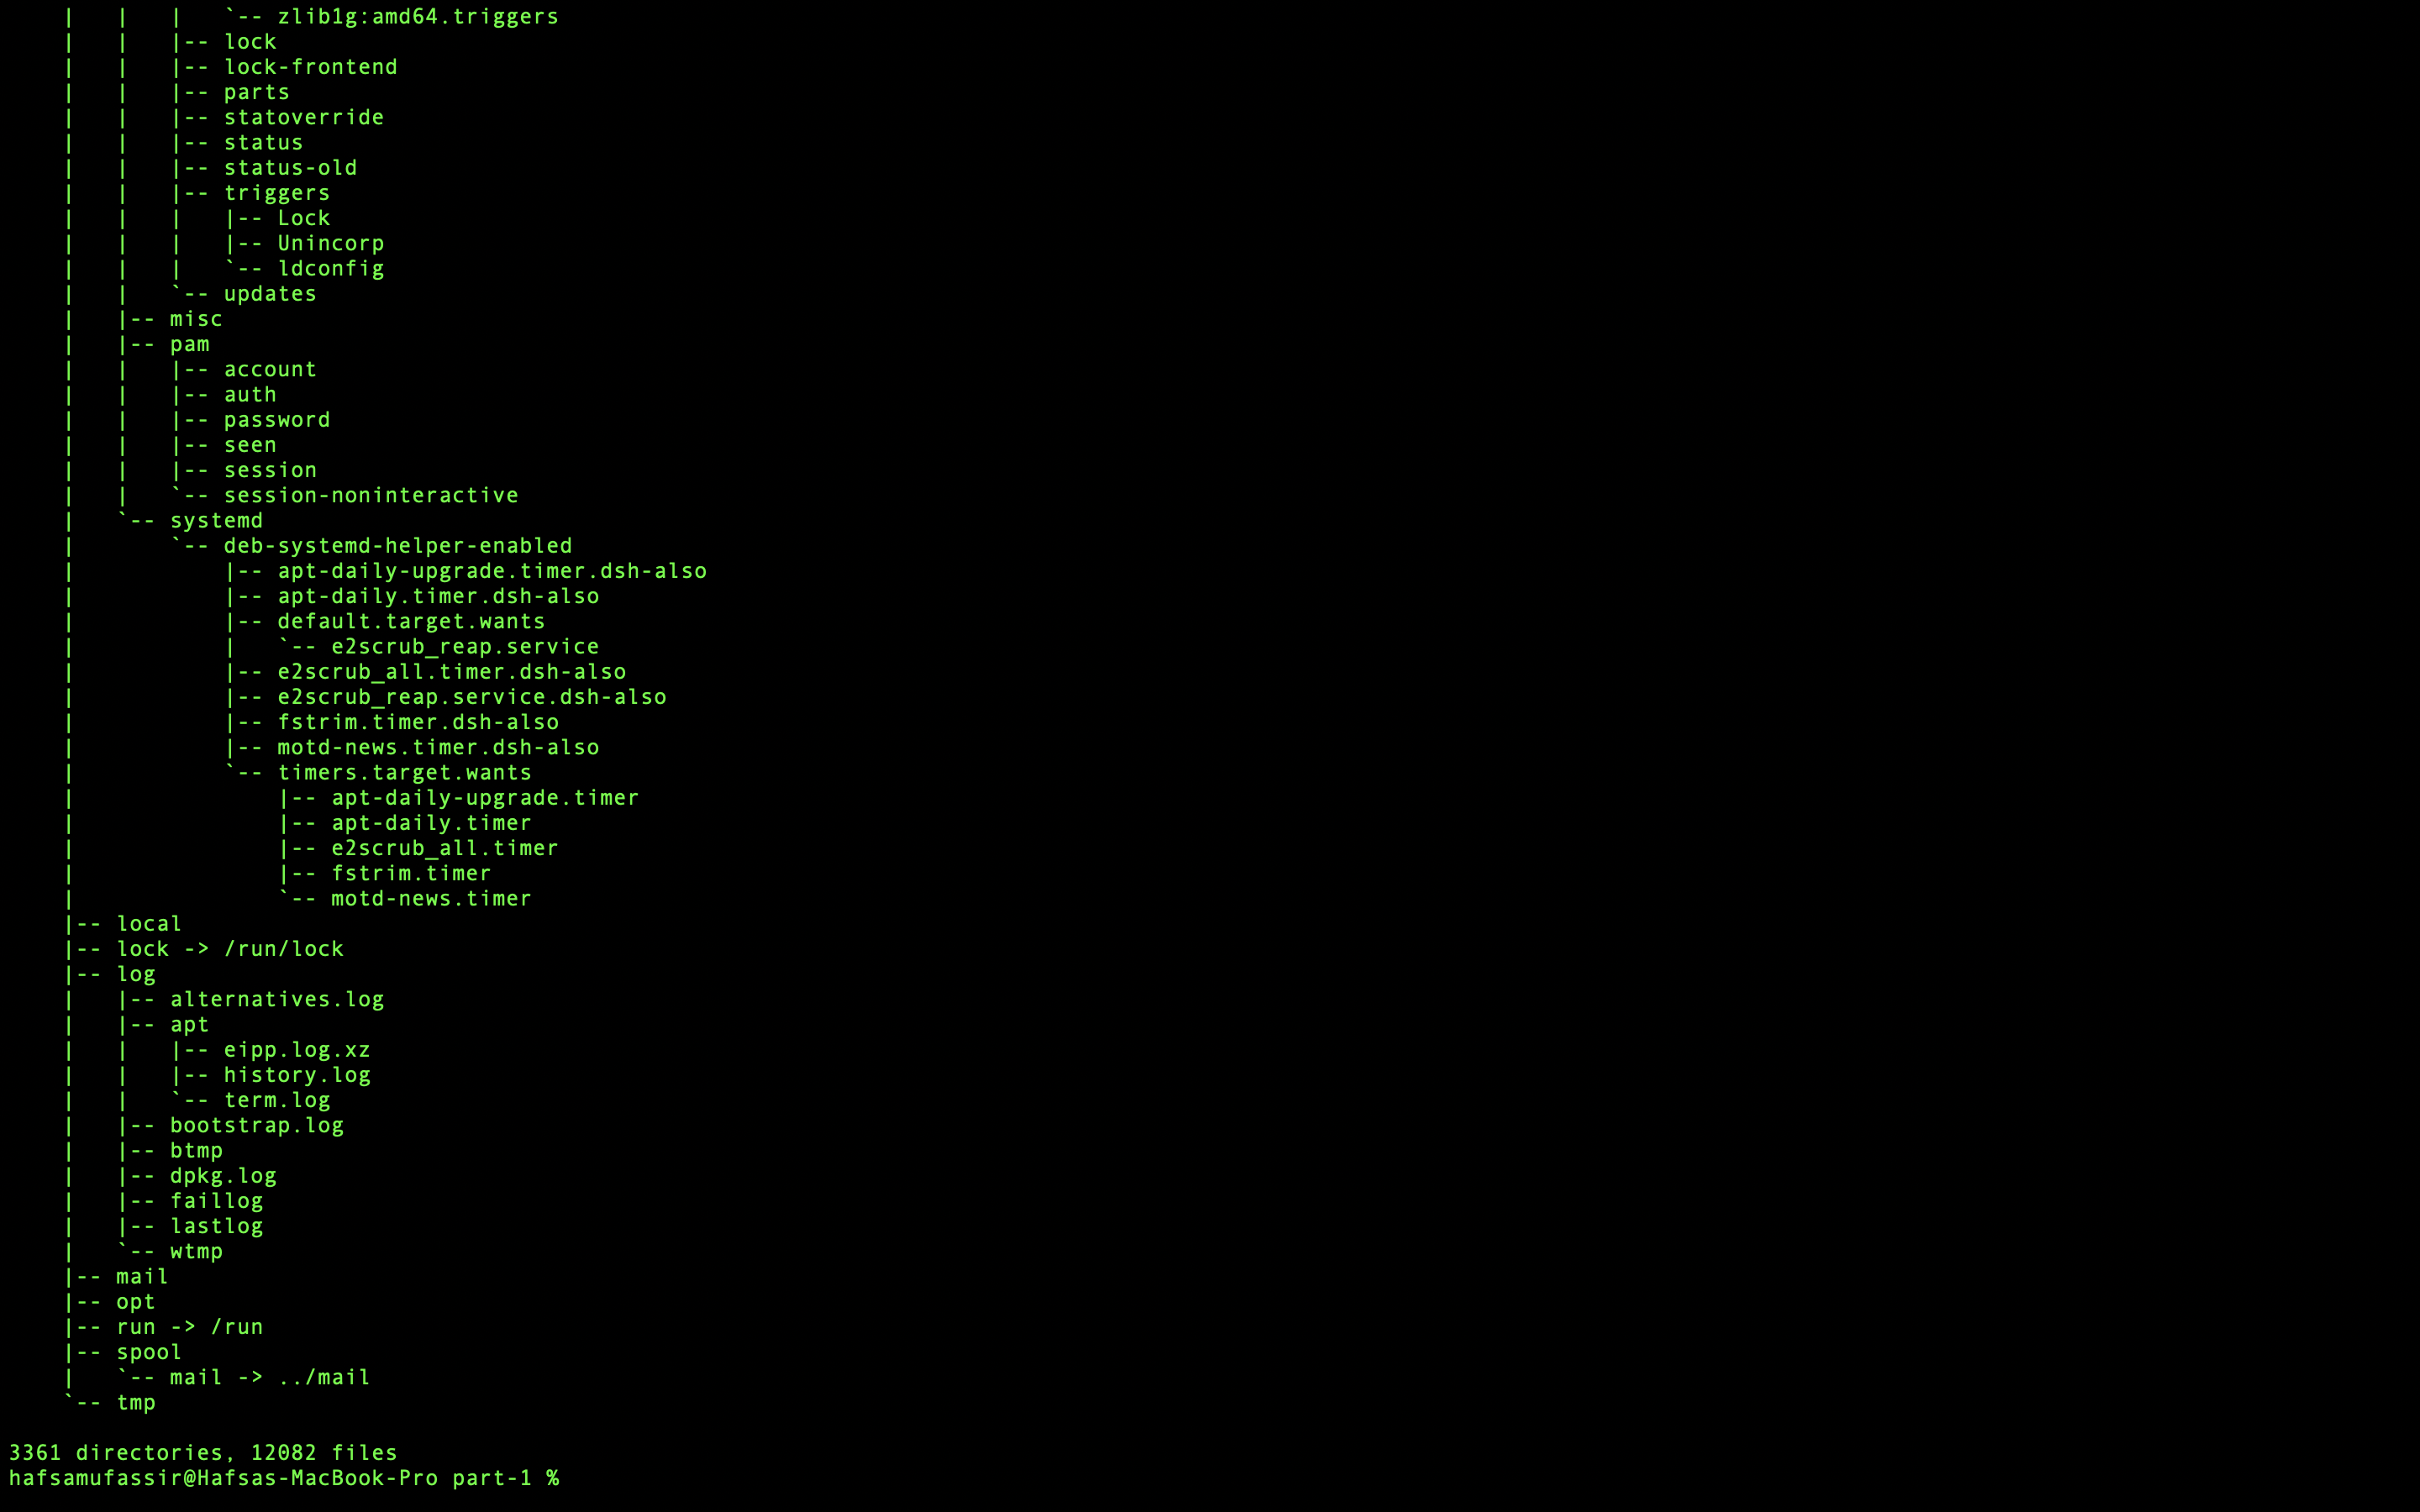 |   |   |   `-- zlib1g:amd64.triggers
|   |   |-- lock
|   |   |-- lock-frontend
|   |   |-- parts
|   |   |-- statoverride
|   |   |-- status
|   |   |-- status-old
|   |   |-- triggers
|   |   |   |-- Lock
|   |   |   |-- Unincorp
|   |   |   `-- ldconfig
|   |   `-- updates
|   |-- misc
|   |-- pam
|   |   |-- account
|   |   |-- auth
|   |   |-- password
|   |   |-- seen
|   |   |-- session
|   |   `-- session-noninteractive
|   `-- systemd
|       `-- deb-systemd-helper-enabled
|           |-- apt-daily-upgrade.timer.dsh-also
|           |-- apt-daily.timer.dsh-also
|           |-- default.target.wants
|           |   `-- e2scrub_reap.service
|           |-- e2scrub_all.timer.dsh-also
|           |-- e2scrub_reap.service.dsh-also
|           |-- fstrim.timer.dsh-also
|           |-- motd-news.timer.dsh-also
|           `-- timers.target.wants
|               |-- apt-daily-upgrade.timer
|               |-- apt-daily.timer
|               |-- e2scrub_all.timer
|               |-- fstrim.timer
|               `-- motd-news.timer
|-- local
|-- lock -> /run/lock
|-- log
|   |-- alternatives.log
|   |-- apt
|   |   |-- eipp.log.xz
|   |   |-- history.log
|   |   `-- term.log
|   |-- bootstrap.log
|   |-- btmp
|   |-- dpkg.log
|   |-- faillog
|   |-- lastlog
|   `-- wtmp
|-- mail
|-- opt
|-- run -> /run
|-- spool
|   `-- mail -> ../mail
`-- tmp
3361 directories, 12082 files
hafsamufassir@Hafsas-MacBook-Pro part-1 %